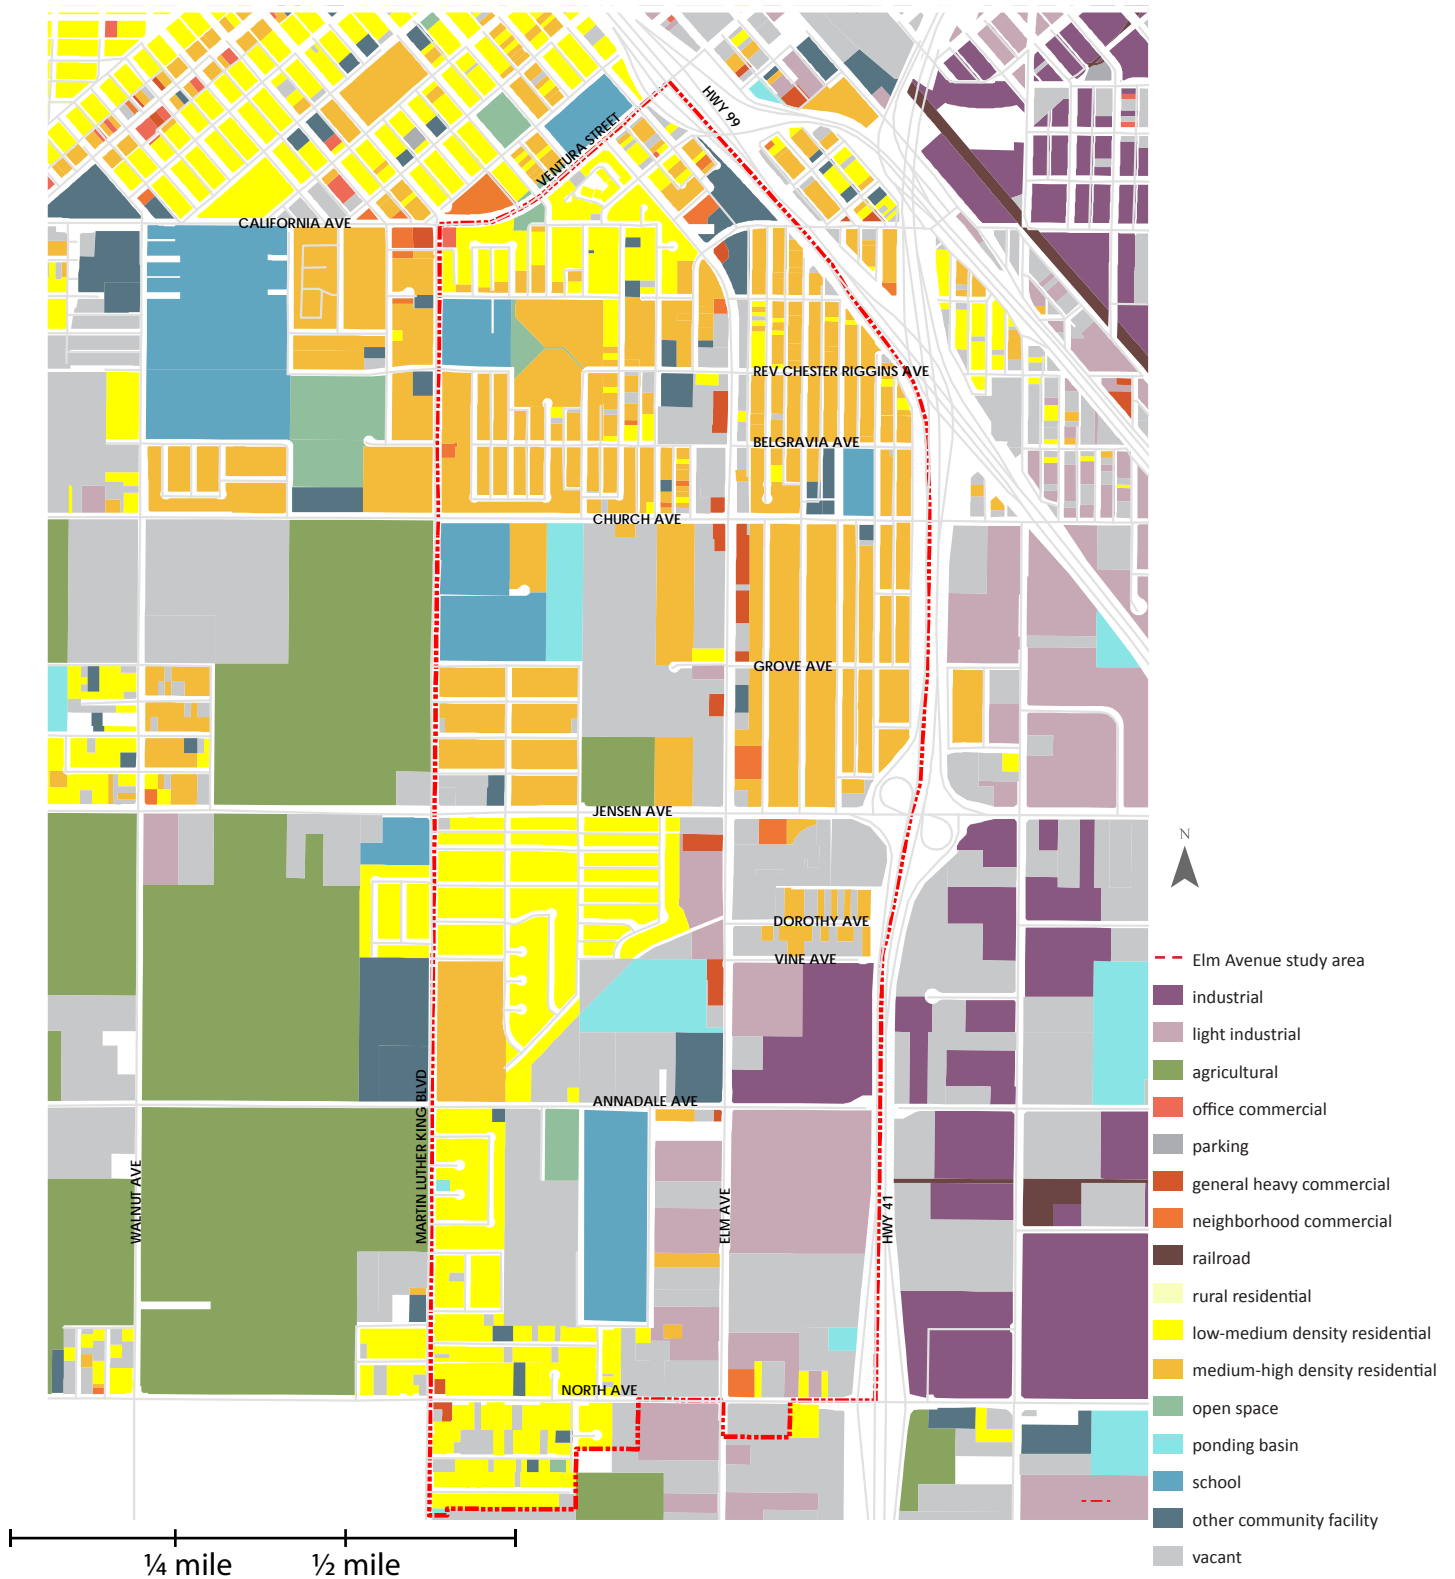 HWY 99
VENTURA STREET
CALIFORNIA AVE
REV CHESTER RIGGINS AVE
BELGRAVIA AVE
CHURCH AVE
GROVE AVE
JENSEN AVE
DOROTHY AVE
VINE AVE
ANNADALE AVE
MARTIN LUTHER KING BLVD
WALNUT AVE
ELM AVE
HWY 41
NORTH AVE
N
Elm Avenue study area
industrial
light industrial
agricultural
office commercial
parking
general heavy commercial
neighborhood commercial
railroad
rural residential
low-medium density residential
medium-high density residential
open space
ponding basin
school
other community facility
vacant
¼ mile
½ mile